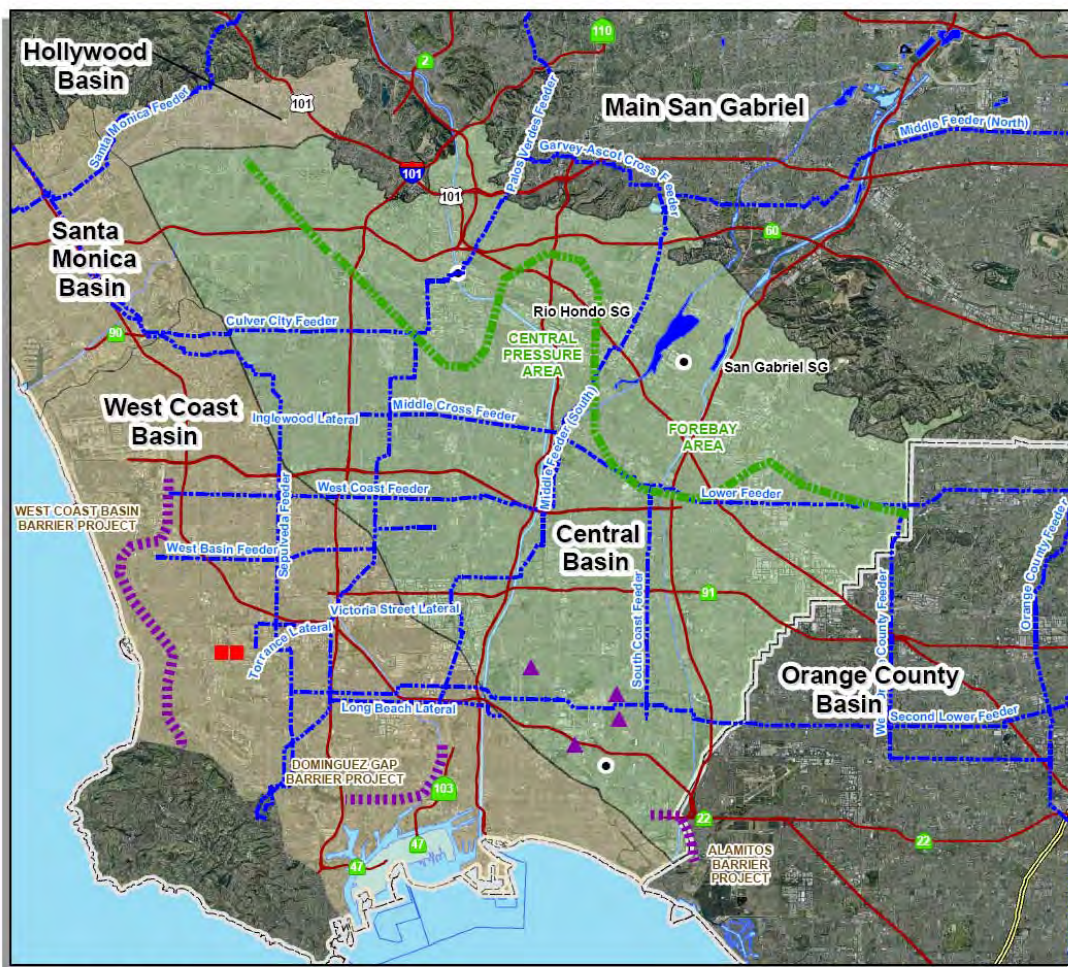 Hollywood
Basin
110
2
101
Main San Gabriel
Santa Monica Feeder
Palos Verdes Feeder
Middle Feeder (North)
Garvey-Ascot Cross Feeder
101
101
Santa
Monica
Basin
60
Rio Hondo SG
Culver City Feeder
90
CENTRAL
PRESSURE
AREA
San Gabriel SG
West Coast
Basin
Inglewood Lateral
Middle Cross Feeder
Middle Feeder (South)
FOREBAY
AREA
West Coast Feeder
Lower Feeder
WEST COAST BASIN
BARRIER PROJECT
Sepulveda Feeder
West Basin Feeder
Central
Basin
91
South Coast Feeder
Orange County Feeder
Victoria Street Lateral
Torrance Lateral
County Feeder
Orange County
Basin
Long Beach Lateral
Second Lower Feeder
DOMINGUEZ GAP
BARRIER PROJECT
103
22
22
47
47
ALAMITOS
BARRIER
PROJECT